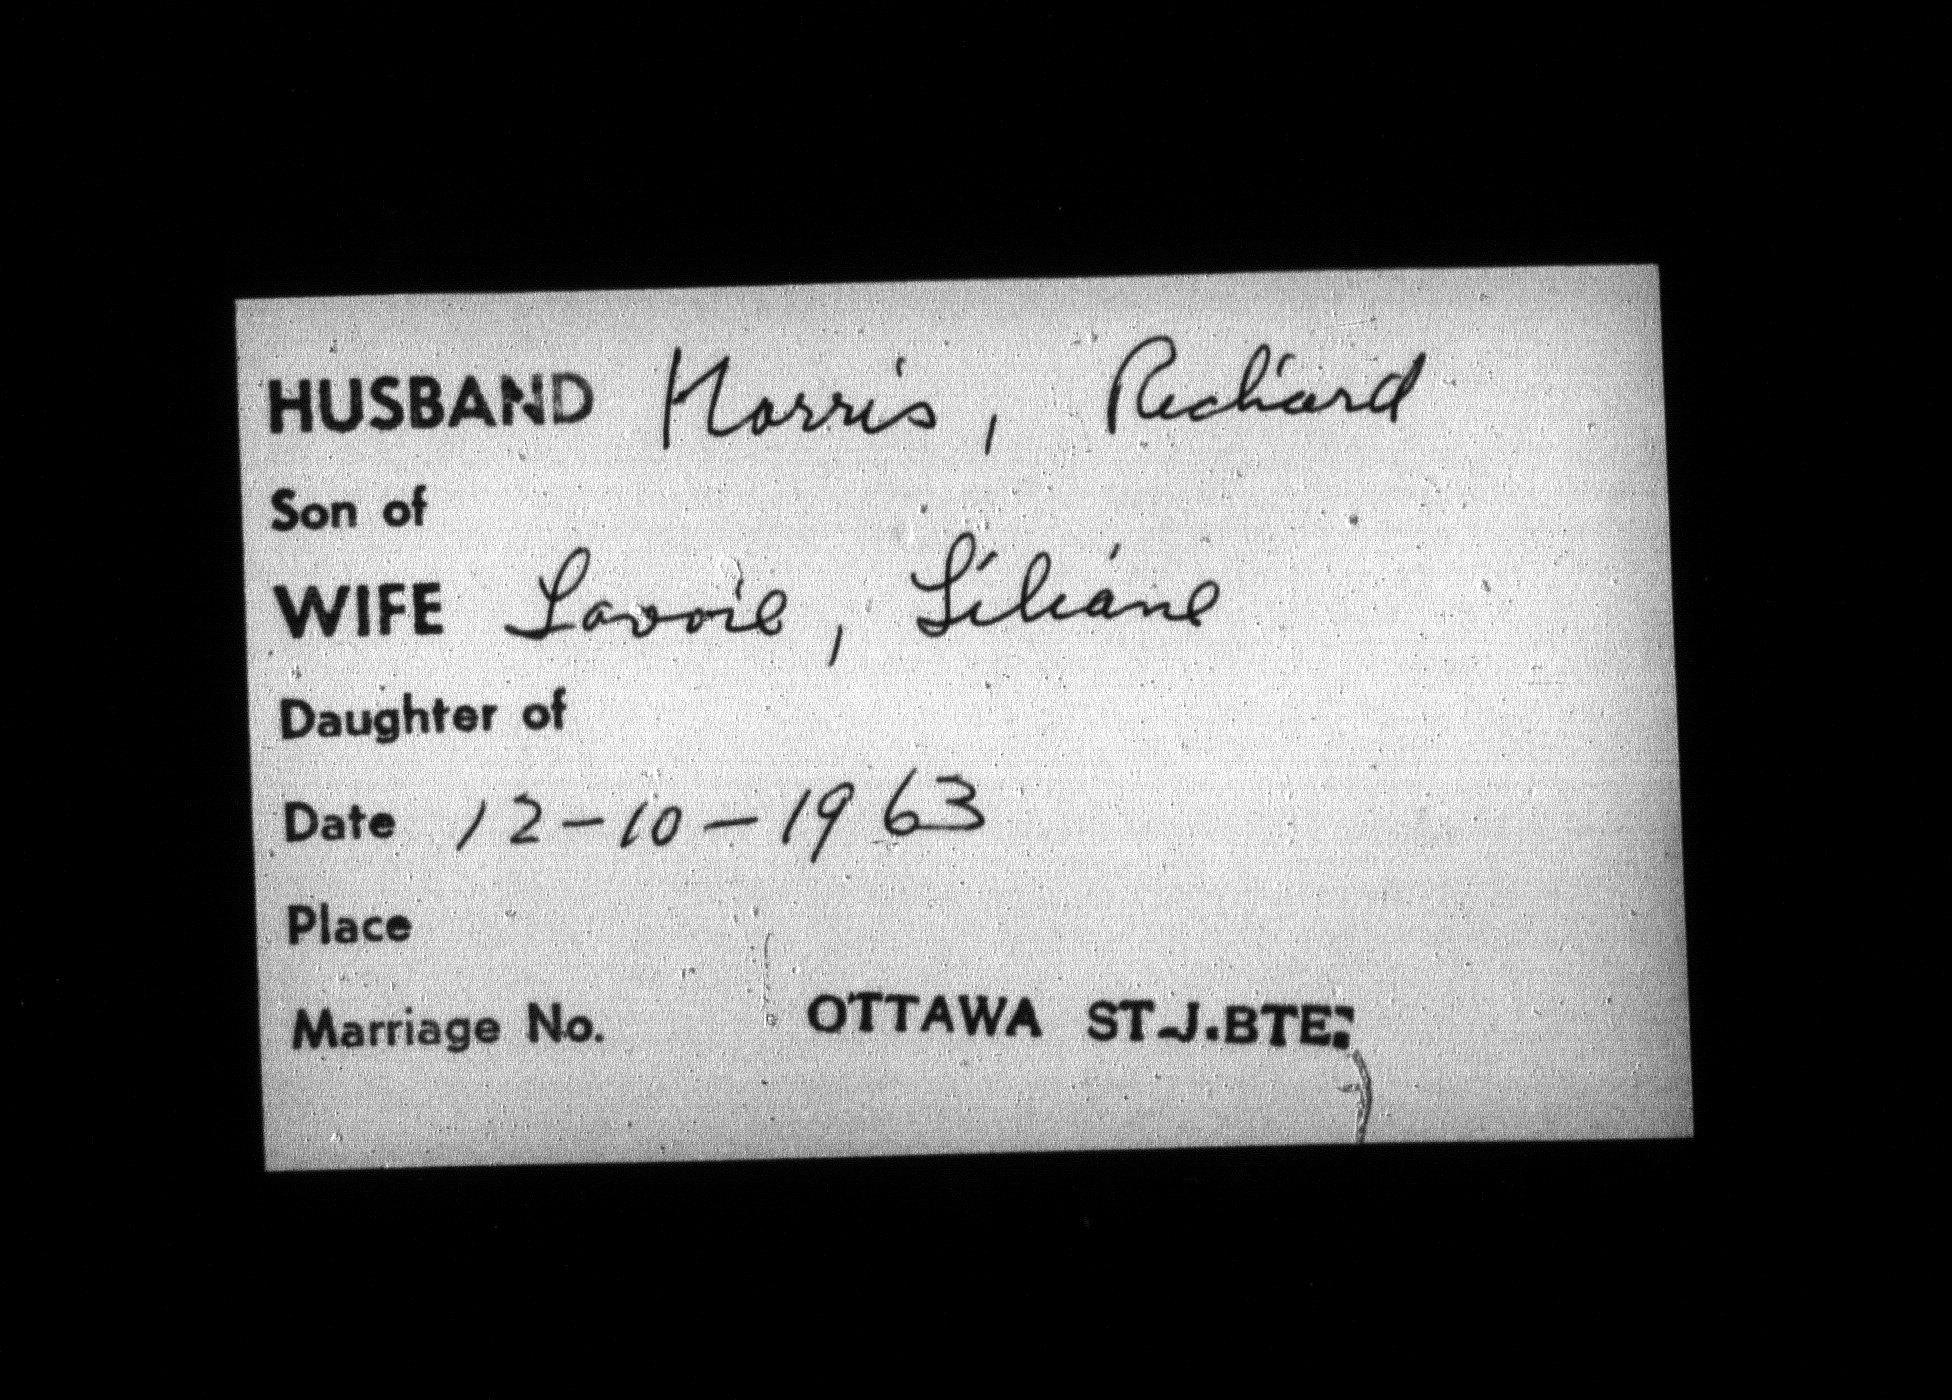 HUSBAND Harris, Richard
Son of
WIFE Lavoie, Liliane
Daughter of
Date 12-10-1963
Place
Marriage No. OTTAWA ST-J.BTE.